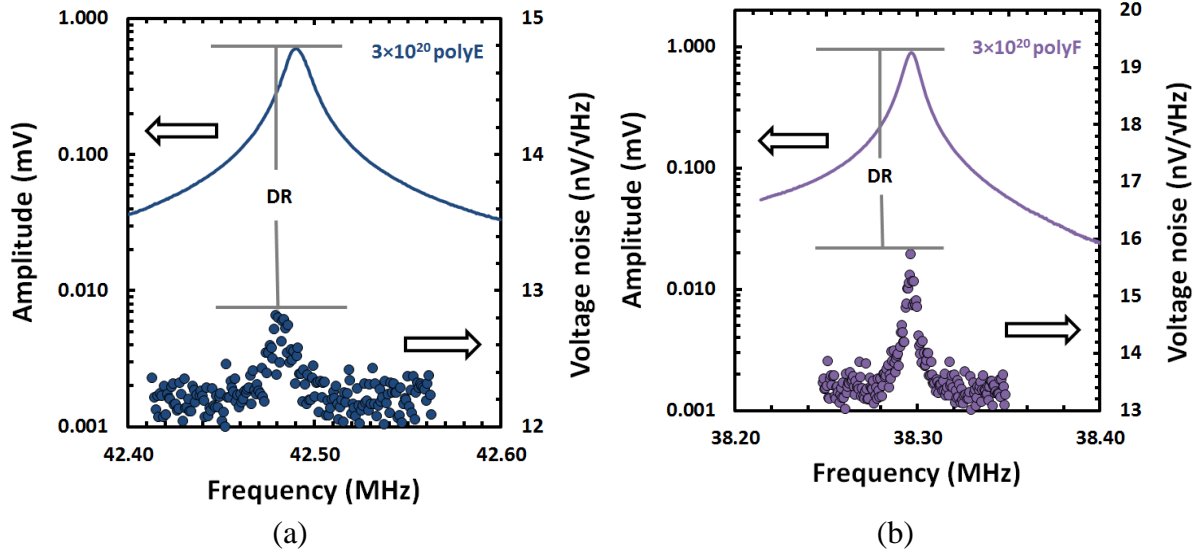 1.000
0.100
0.010
0.001
Amplitude (mV)
3×10²⁰ polyE
DR
15
14
13
12
Voltage noise (nV/√Hz)
42.40
42.50
42.60
Frequency (MHz)
(a)
1.000
0.100
0.010
0.001
Amplitude (mV)
3×10²⁰ polyF
DR
20
19
18
17
16
15
14
13
Voltage noise (nV/√Hz)
38.20
38.30
38.40
Frequency (MHz)
(b)